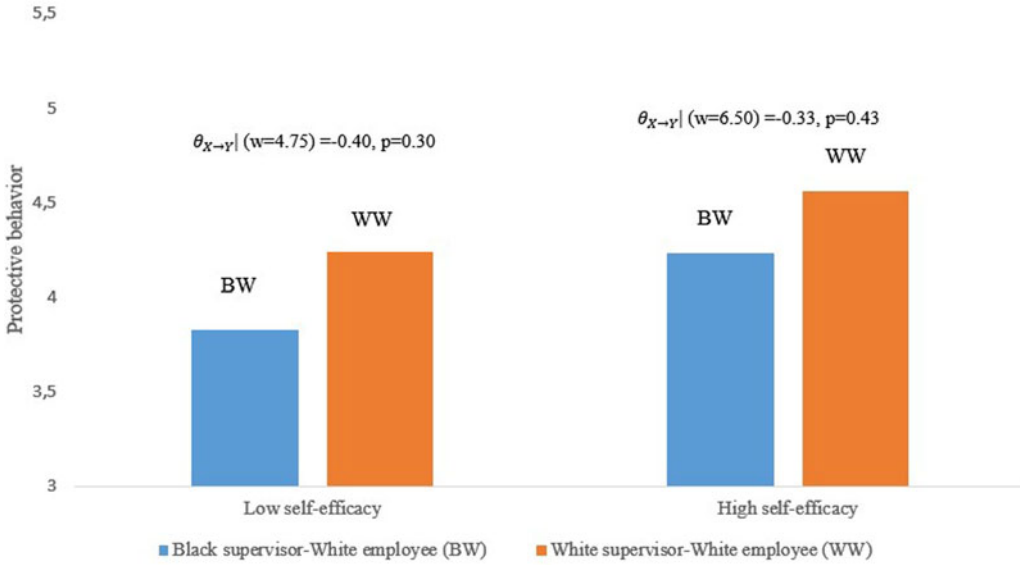 5,5
5
4,5
4
3,5
3
Protective behavior
θX→Y| (w=4.75) =-0.40, p=0.30
θX→Y| (w=6.50) =-0.33, p=0.43
BW
WW
BW
WW
Low self-efficacy
High self-efficacy
Black supervisor-White employee (BW)
White supervisor-White employee (WW)